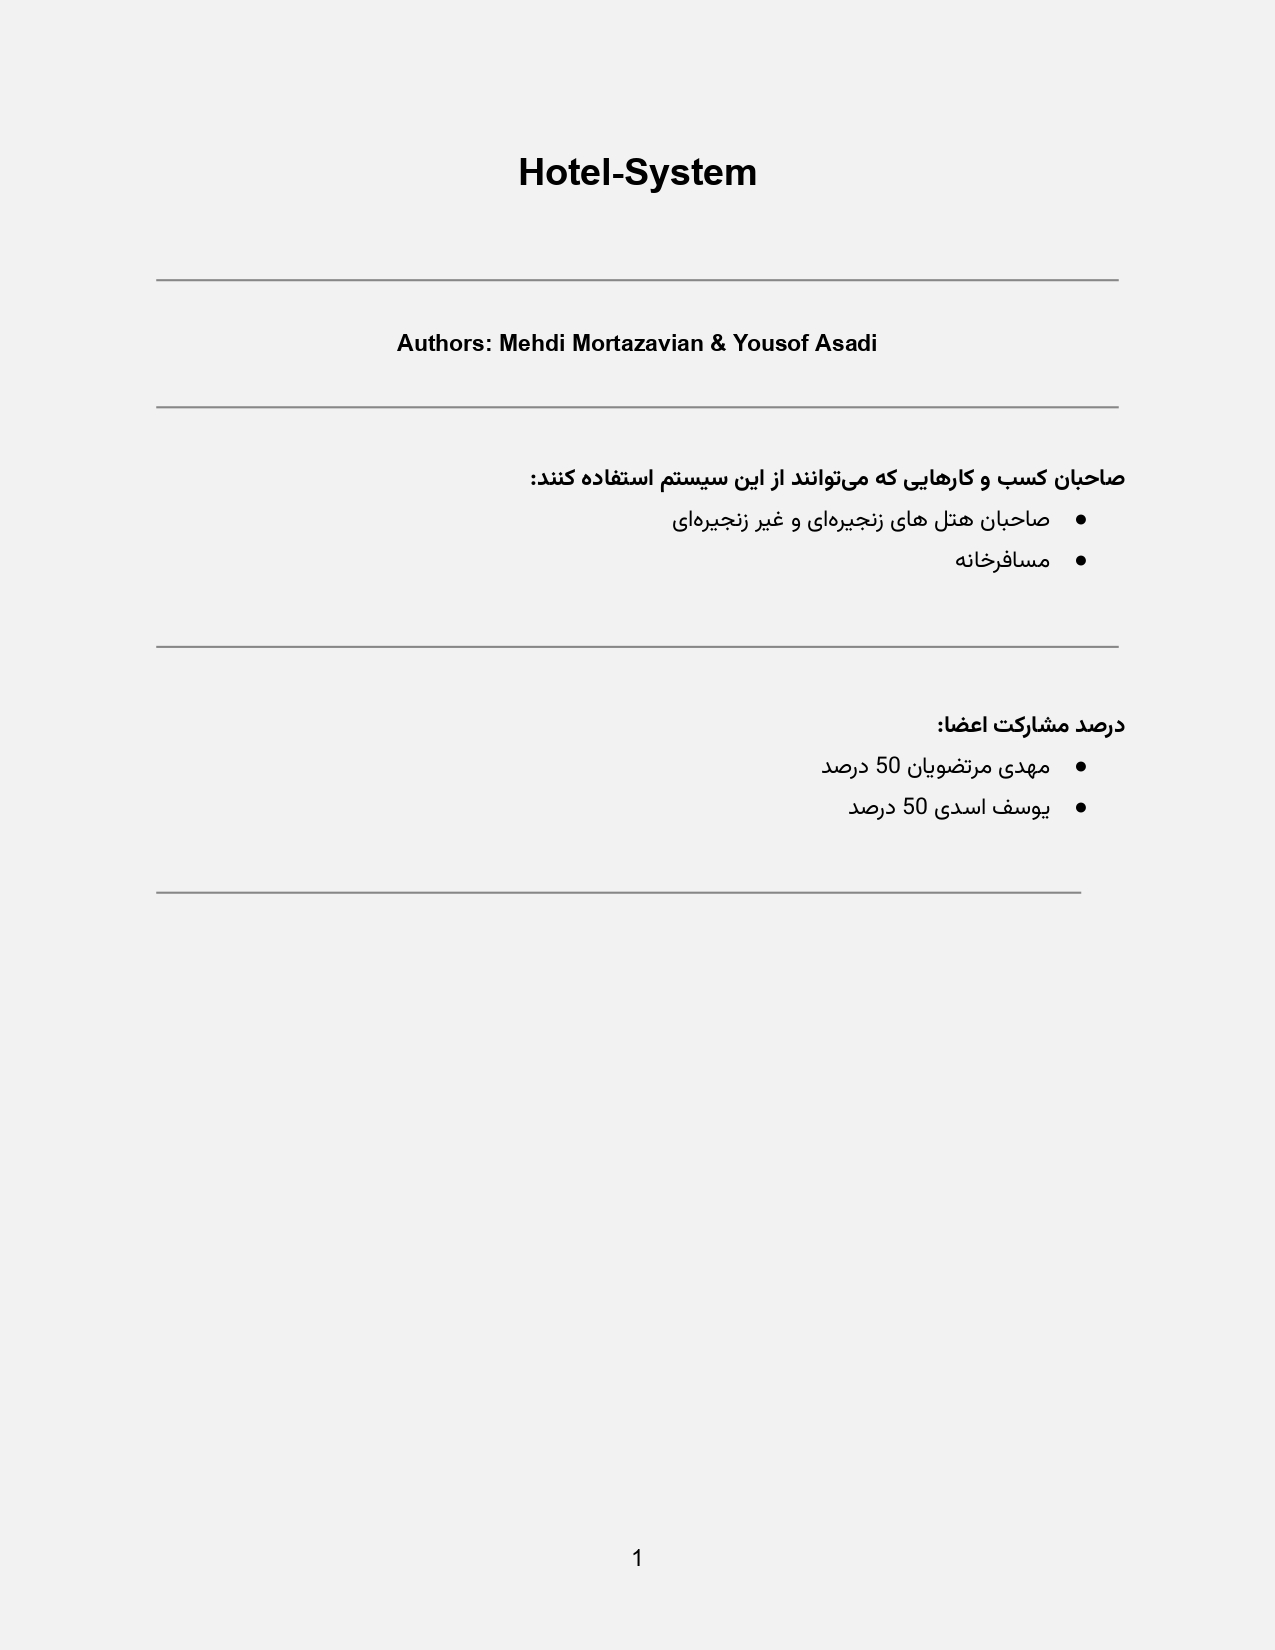 Hotel-System
Authors: Mehdi Mortazavian & Yousof Asadi
صاحبان کسب و کارهایی که می‌توانند از این سیستم استفاده کنند:
● صاحبان هتل های زنجیره‌ای و غیر زنجیره‌ای
● مسافرخانه
درصد مشارکت اعضا:
● مهدی مرتضویان 50 درصد
● یوسف اسدی 50 درصد
1